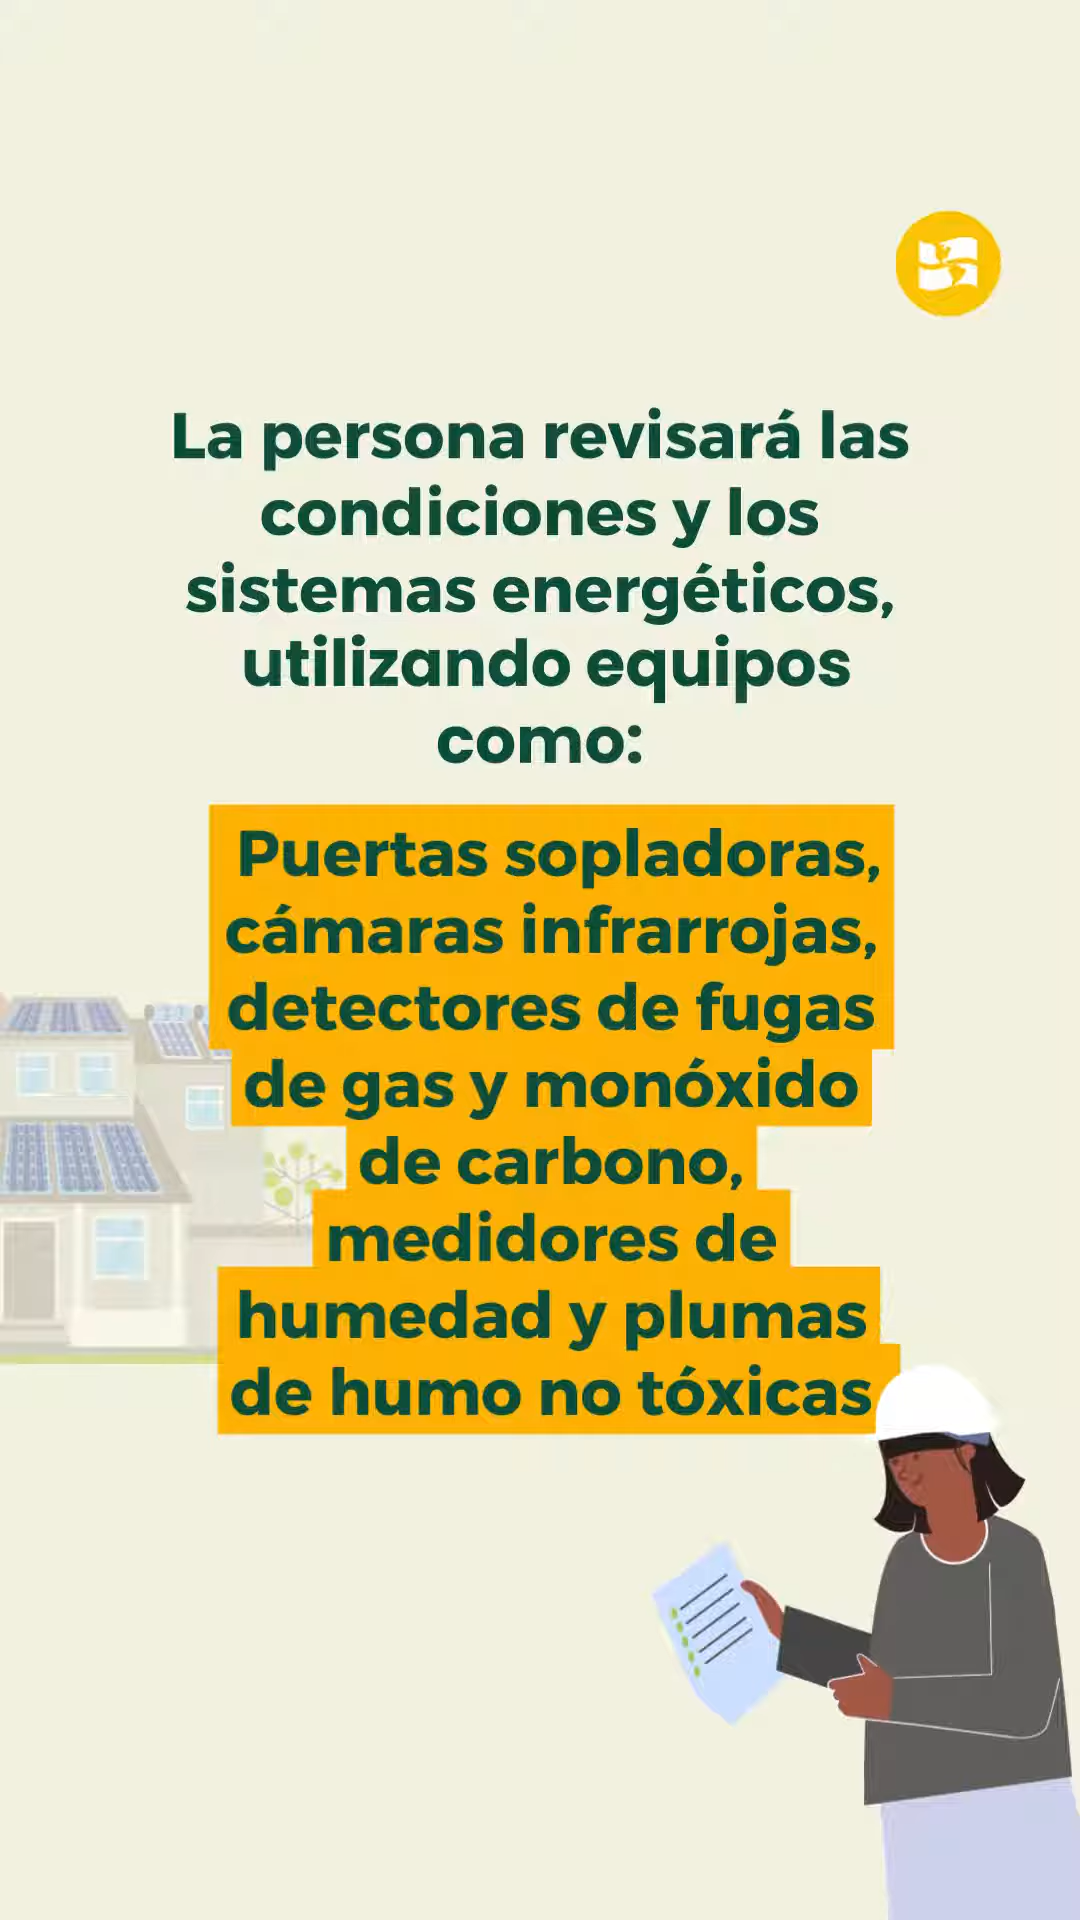 La persona revisará las
condiciones y los
sistemas energéticos,
utilizando equipos
como:
Puertas sopladoras,
cámaras infrarrojas,
detectores de fugas
de gas y monóxido
de carbono,
medidores de
humedad y plumas
de humo no tóxicas